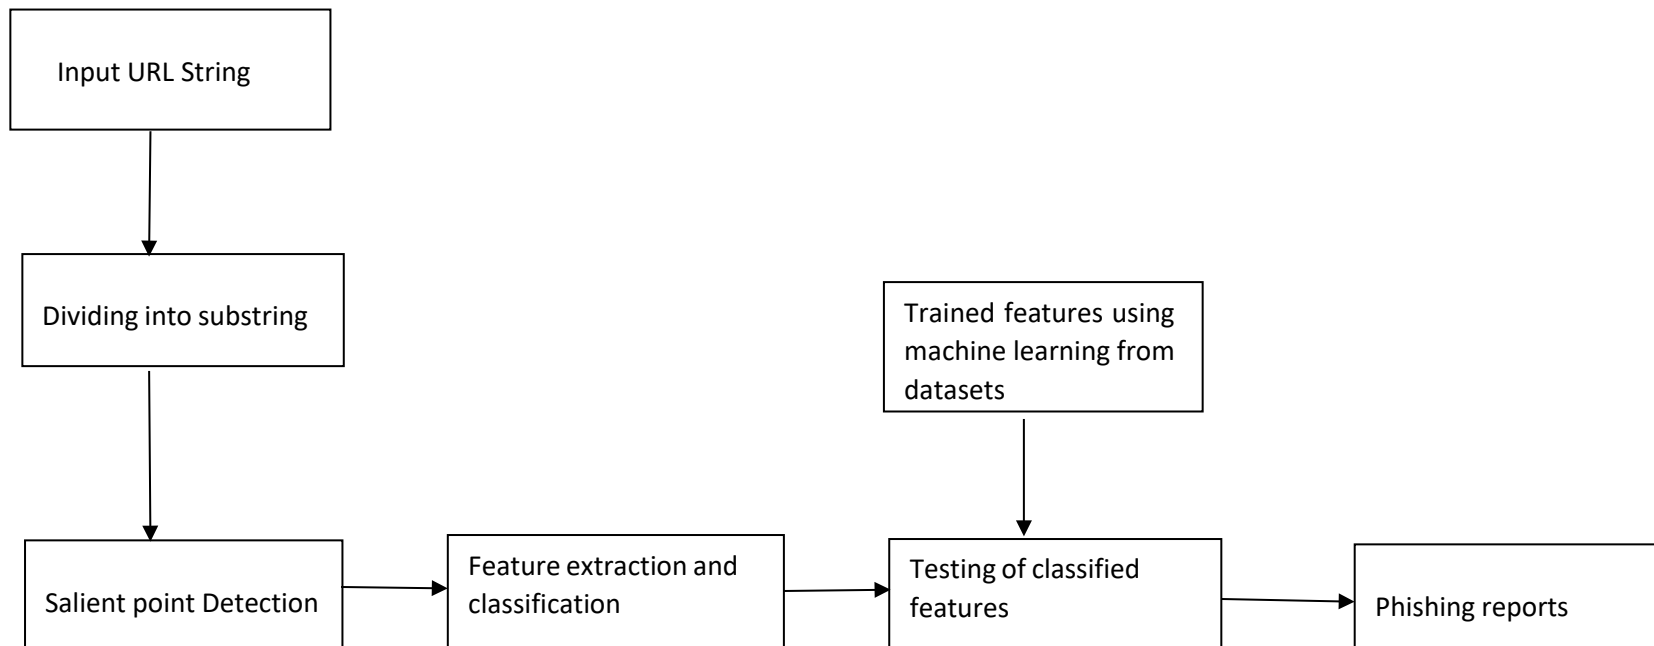 Input URL String
Dividing into substring
Trained features using
machine learning from
datasets
Salient point Detection
Feature extraction and
classification
Testing of classified
features
Phishing reports